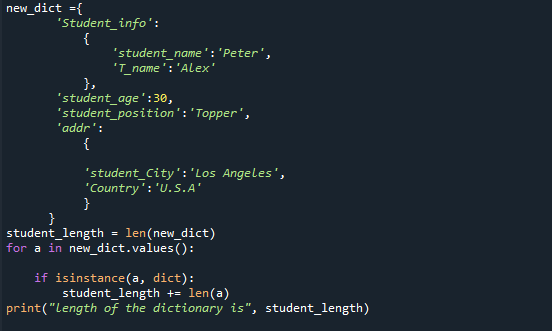 new_dict ={
'Student_info':
{
'student_name':'Peter',
'T_name':'Alex'
},
'student_age':30,
'student_position':'Topper',
'addr':
{
'student_City':'Los Angeles',
'Country':'U.S.A'
}
}
student_length = len(new_dict)
for a in new_dict.values():
if isinstance(a, dict):
student_length += len(a)
print("length of the dictionary is", student_length)